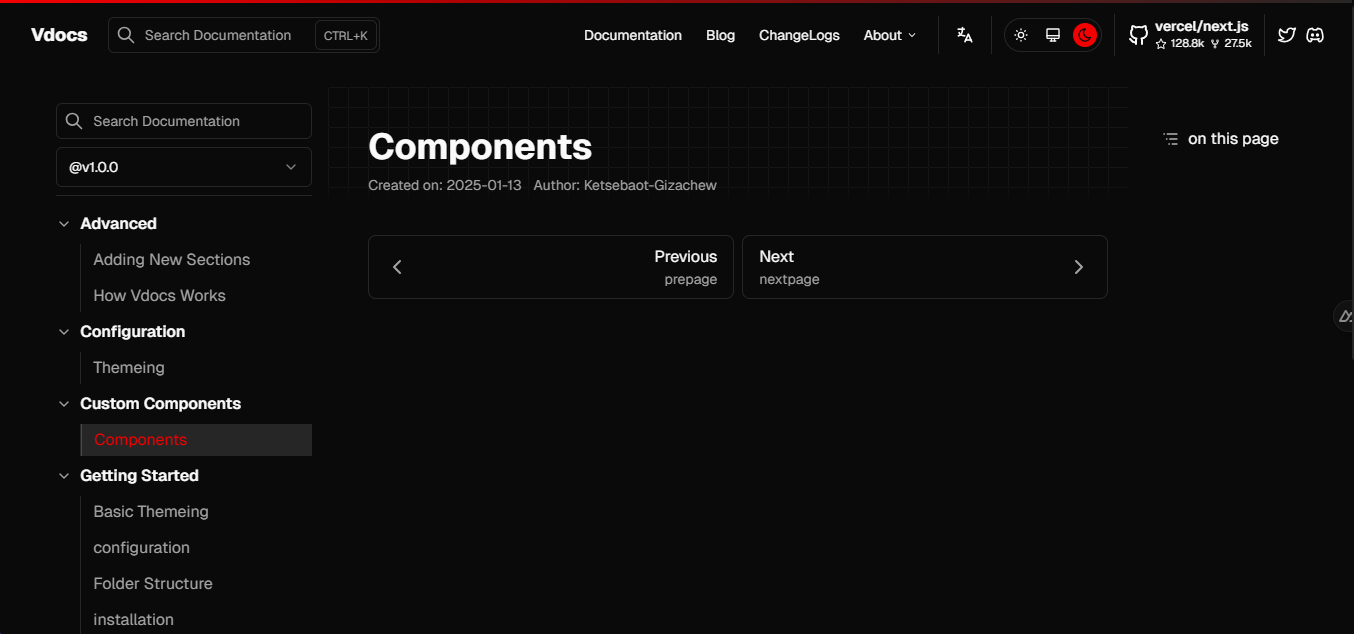 Vdocs
Search Documentation CTRL+K
Documentation Blog ChangeLogs About
vercel/next.js
128.8k 27.5k
Search Documentation
@v1.0.0
Advanced
Adding New Sections
How Vdocs Works
Configuration
Themeing
Custom Components
Components
Getting Started
Basic Themeing
configuration
Folder Structure
installation
Components
Created on: 2025-01-13 Author: Ketsebaot-Gizachew
Previous
prepage
Next
nextpage
on this page